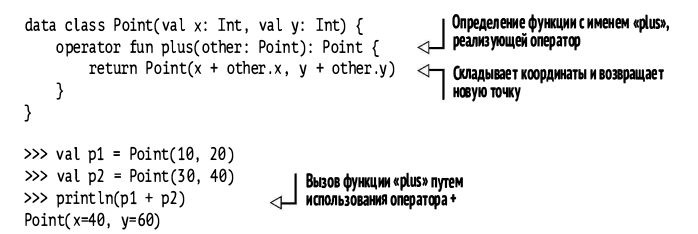 data class Point(val x: Int, val y: Int) {
operator fun plus(other: Point): Point {
Определение функции с именем «plus»,
реализующей оператор
return Point(x + other.x, y + other.y)
Складывает координаты и возвращает
новую точку
}
}
>>> val p1 = Point(10, 20)
>>> val p2 = Point(30, 40)
>>> println(p1 + p2)
Вызов функции «plus» путем
использования оператора +
Point(x=40, y=60)